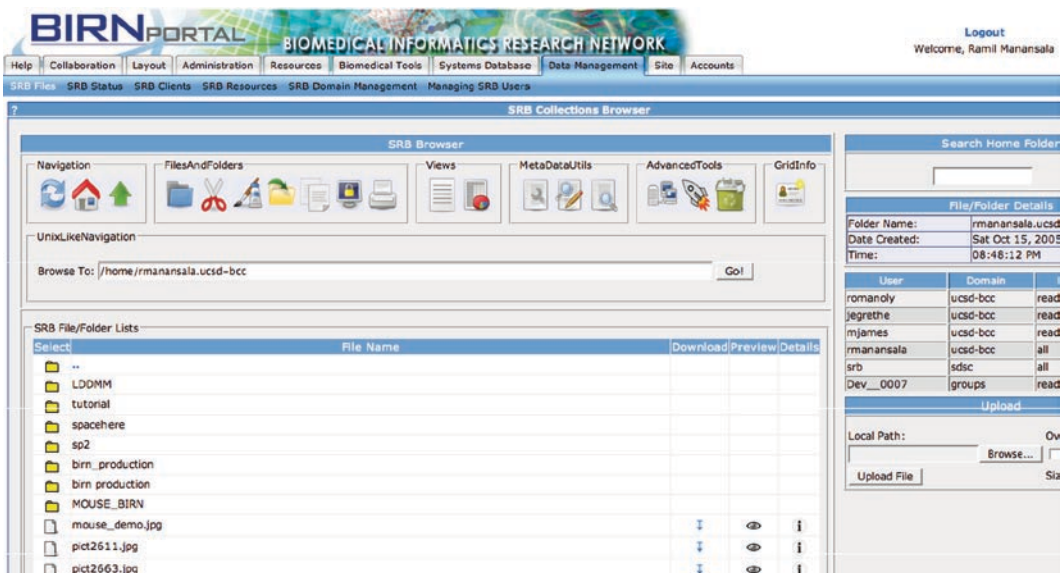 BIRNPORTAL
BIOMEDICAL INFORMATICS RESEARCH NETWORK
Logout
Welcome, Ramil Manansala
Help Collaboration Layout Administration Resources Biomedical Tools Systems Database Data Management Site Accounts
SRB Files SRB Status SRB Clients SRB Resources SRB Domain Management Managing SRB Users
? SRB Collections Browser
SRB Browser
Navigation FilesAndFolders Views MetaDataUtils AdvancedTools GridInfo
UnixLikeNavigation
Browse To: /home/rmanansala.ucsd-bcc Go!
SRB File/Folder Lists
Select File Name Download Preview Details
..
LDDMM
tutorial
spacehere
sp2
birn_production
birn production
MOUSE_BIRN
mouse_demo.jpg i
pict2611.jpg i
pict2663.jpg i
Search Home Folder
File/Folder Details
Folder Name: rmanansala.ucsd
Date Created: Sat Oct 15, 2005
Time: 08:48:12 PM
User Domain
romanoly ucsd-bcc read
jegrethe ucsd-bcc read
mjames ucsd-bcc read
rmanansala ucsd-bcc all
srb sdsc all
Dev__0007 groups read
Upload
Local Path: Ow
Browse...
Upload File Siz